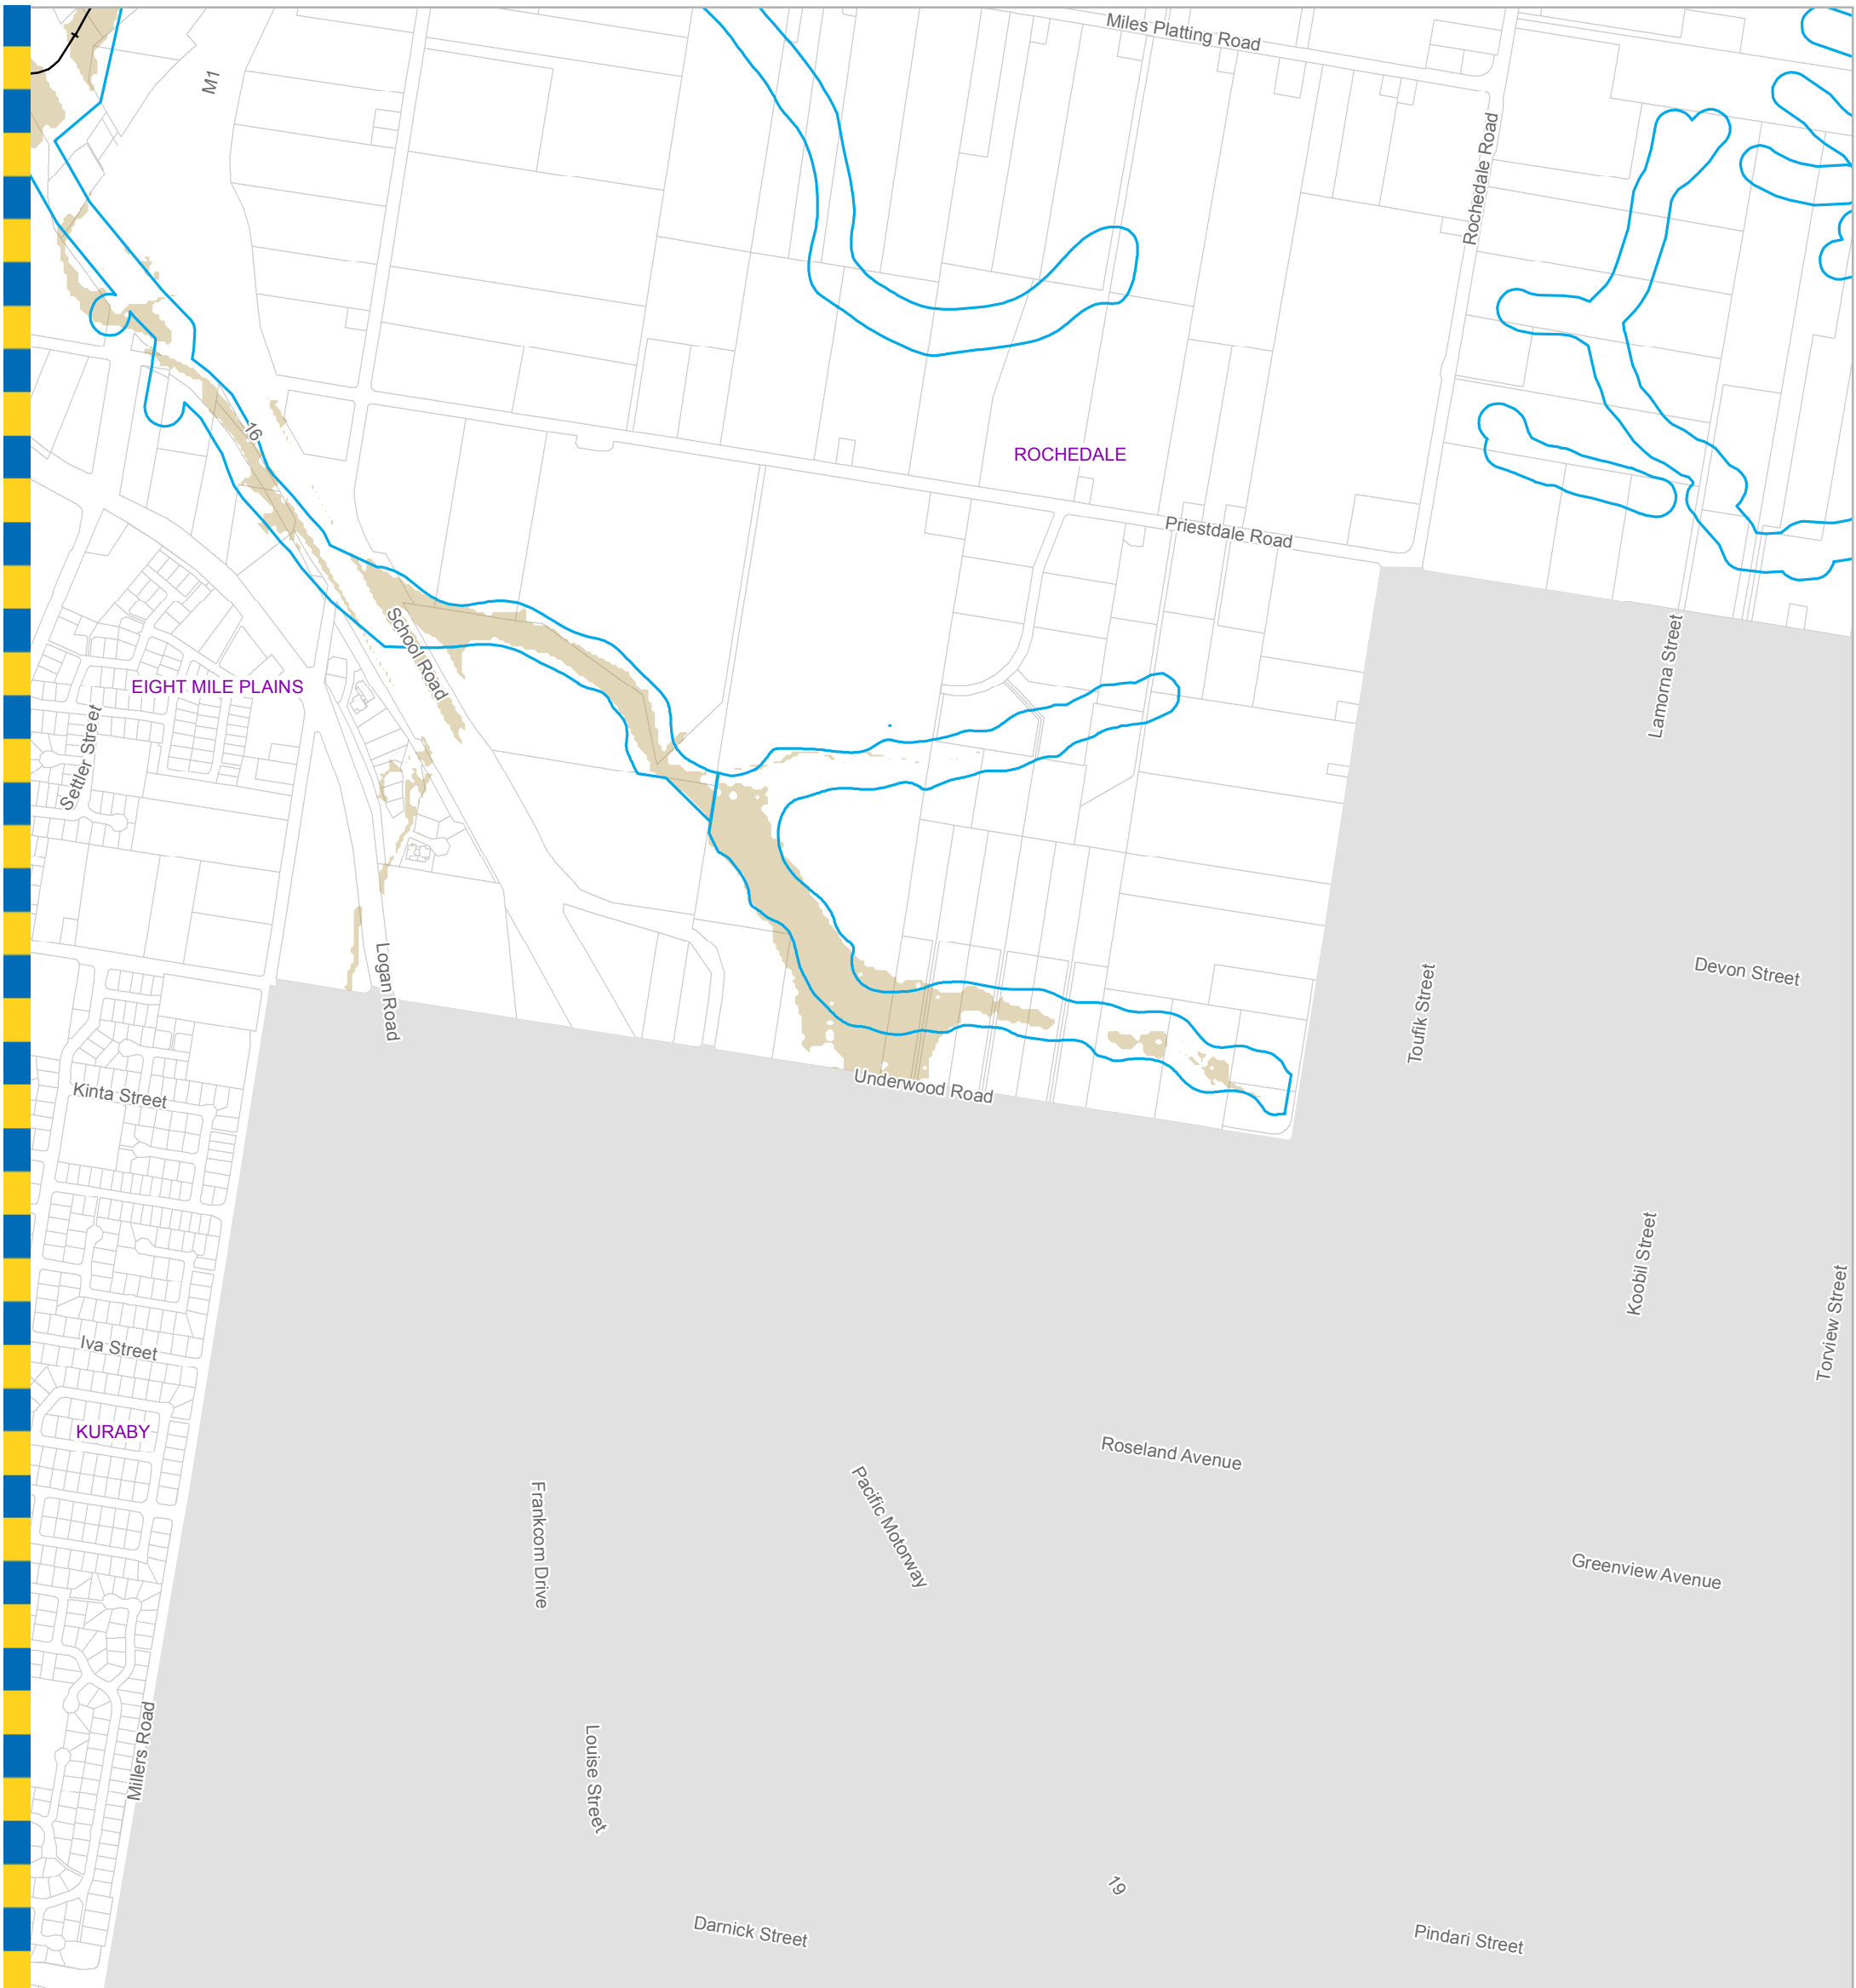 Miles Platting Road
M1
Rochedale Road
16
ROCHEDALE
Priestdale Road
School Road
EIGHT MILE PLAINS
Lamorna Street
Settler Street
Logan Road
Devon Street
Toufik Street
Underwood Road
Kinta Street
Koobil Street
Torview Street
Iva Street
KURABY
Roseland Avenue
Frankcom Drive
Pacific Motorway
Greenview Avenue
Millers Road
Louise Street
19
Darnick Street
Pindari Street